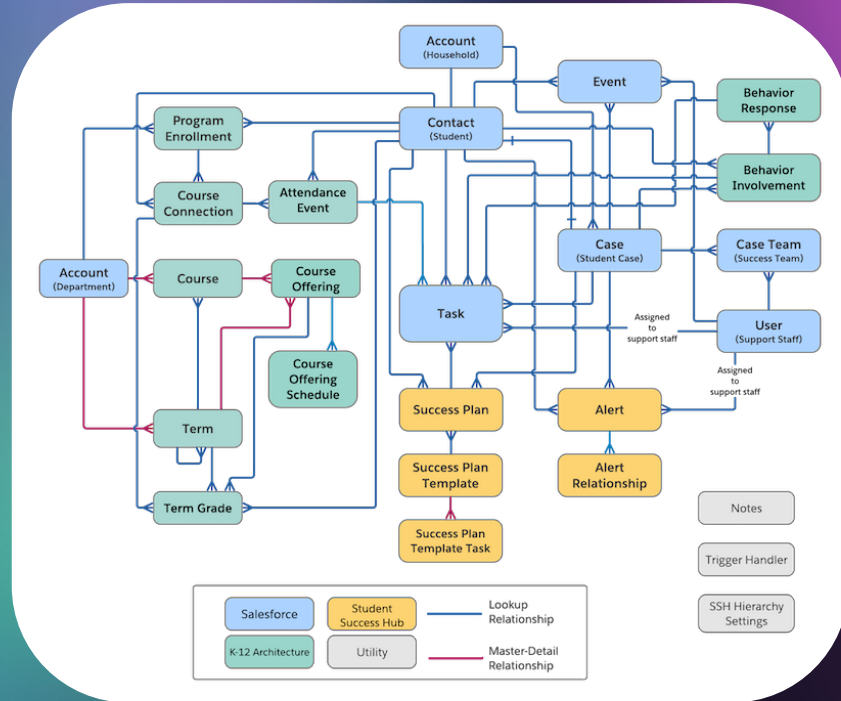 Account
(Household)
Event
Behavior
Response
Program
Enrollment
Contact
(Student)
Behavior
Involvement
Course
Connection
Attendance
Event
Case
(Student Case)
Case Team
(Success Team)
Account
(Department)
Course
Course
Offering
Task
Assigned
to
support staff
User
(Support Staff)
Assigned
to
support staff
Course
Offering
Schedule
Success Plan
Alert
Term
Success Plan
Template
Alert
Relationship
Term Grade
Notes
Success Plan
Template Task
Trigger Handler
SSH Hierarchy
Settings
Salesforce
Student
Success Hub
Lookup
Relationship
K-12 Architecture
Utility
Master-Detail
Relationship